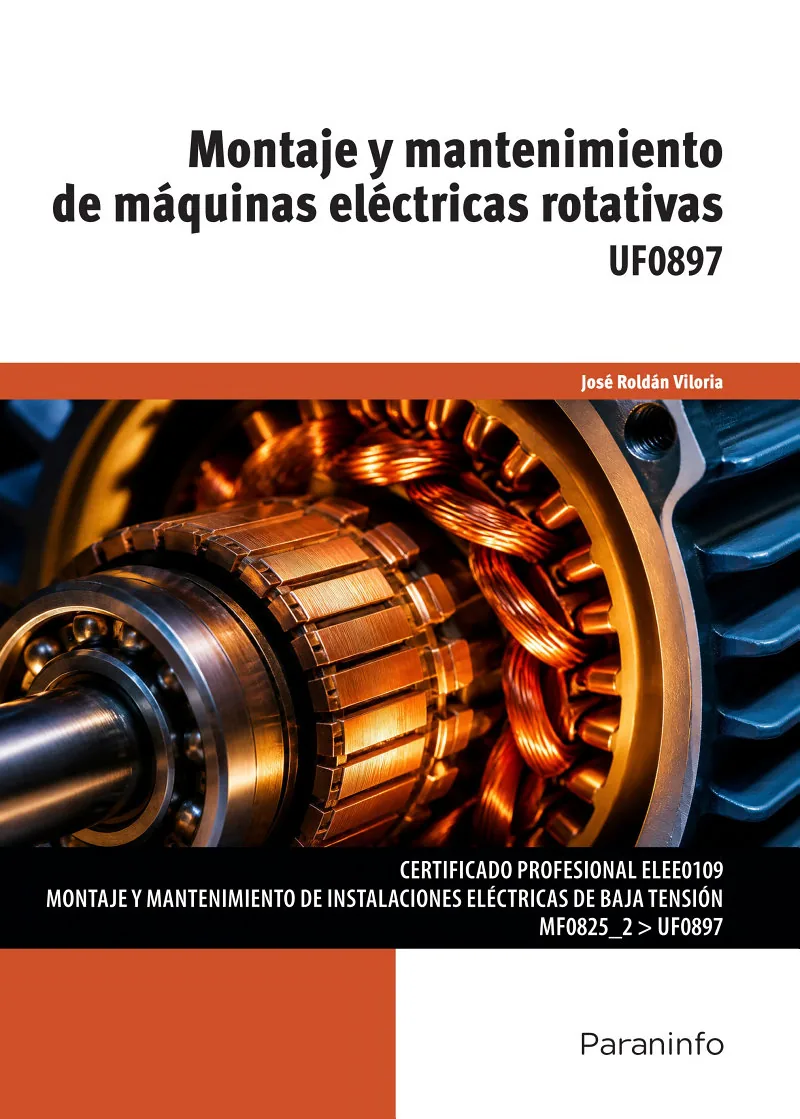 Montaje y mantenimiento
de máquinas eléctricas rotativas
UF0897
José Roldán Viloria
CERTIFICADO PROFESIONAL ELEE0109
MONTAJE Y MANTENIMIENTO DE INSTALACIONES ELÉCTRICAS DE BAJA TENSIÓN
MF0825_2 > UF0897
Paraninfo